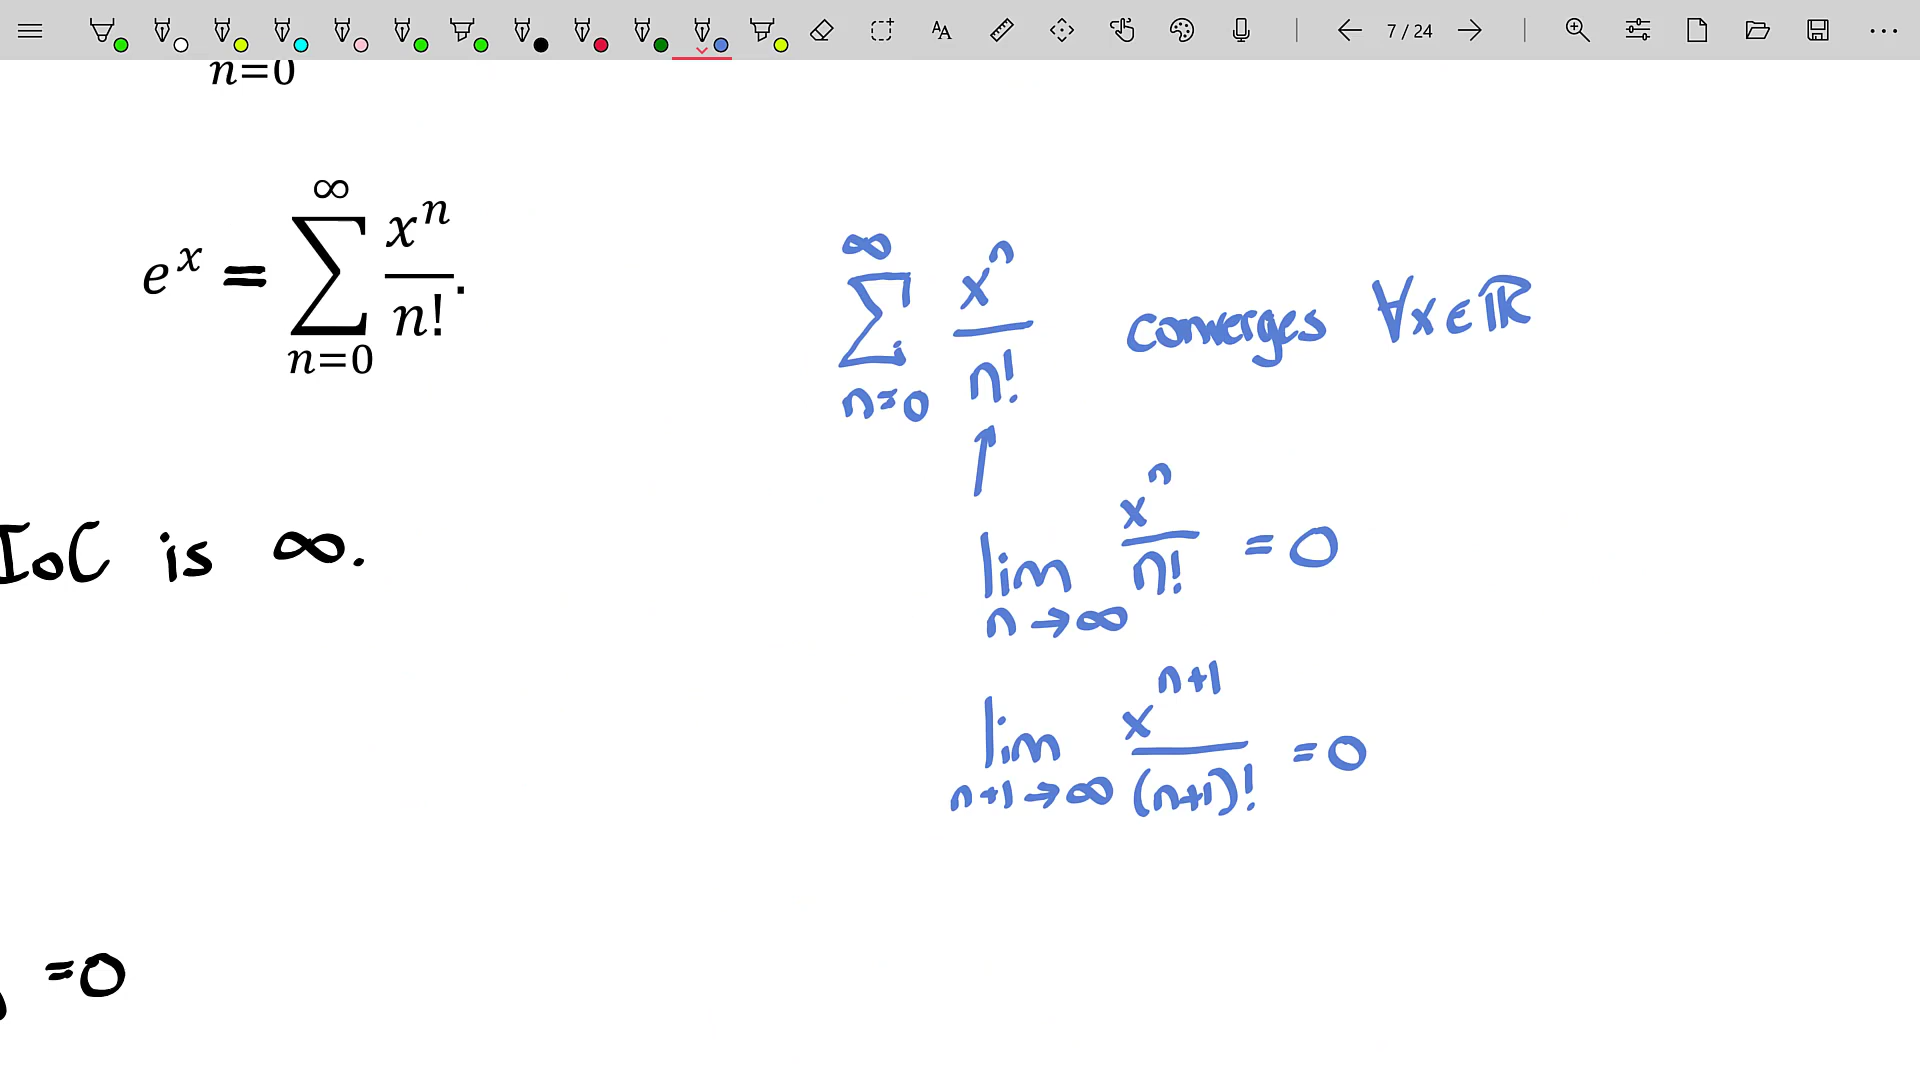 7 / 24
n=0
e^x = ∑_{n=0}^{∞} x^n / n!.
∑_{n=0}^{∞} x^n / n! converges ∀x∈ℝ
↑
lim_{n→∞} x^n / n! = 0
IoC is ∞.
lim_{n+1→∞} x^{n+1} / (n+1)! = 0
=0